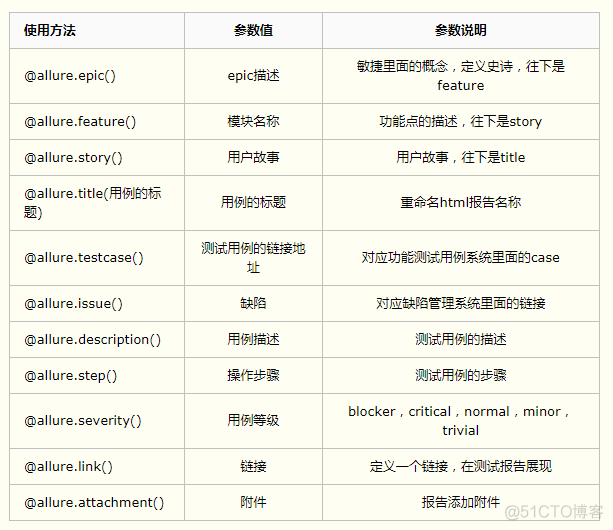 使用方法 参数值 参数说明
@allure.epic() epic描述 敏捷里面的概念，定义史诗，往下是
feature
@allure.feature() 模块名称 功能点的描述，往下是story
@allure.story() 用户故事 用户故事，往下是title
@allure.title(用例的标
题) 用例的标题 重命名html报告名称
@allure.testcase() 测试用例的链接地
址 对应功能测试用例系统里面的case
@allure.issue() 缺陷 对应缺陷管理系统里面的链接
@allure.description() 用例描述 测试用例的描述
@allure.step() 操作步骤 测试用例的步骤
@allure.severity() 用例等级 blocker，critical，normal，minor，
trivial
@allure.link() 链接 定义一个链接，在测试报告展现
@allure.attachment() 附件 报告添加附件
@51CTO博客